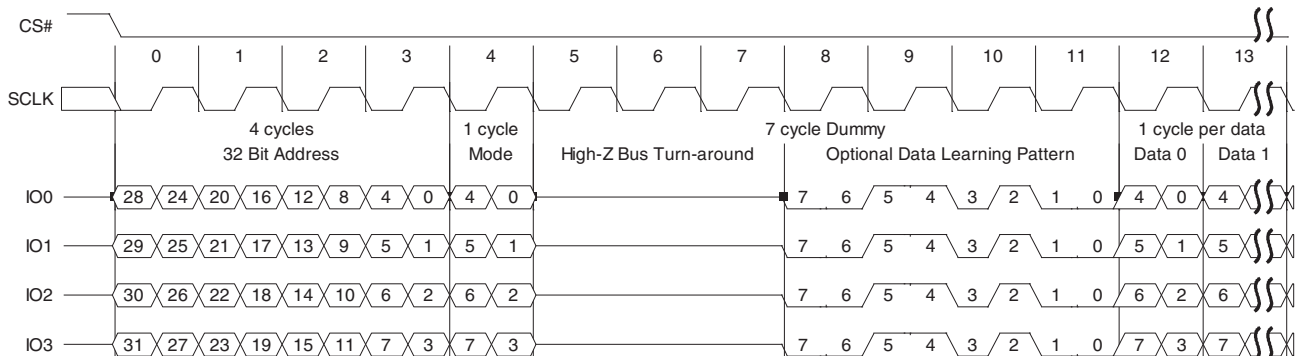 CS#
0 1 2 3 4 5 6 7 8 9 10 11 12 13
SCLK
4 cycles 1 cycle 7 cycle Dummy 1 cycle per data
32 Bit Address Mode High-Z Bus Turn-around Optional Data Learning Pattern Data 0 Data 1
IO0 28 24 20 16 12 8 4 0 4 0 7 6 5 4 3 2 1 0 4 0 4
IO1 29 25 21 17 13 9 5 1 5 1 7 6 5 4 3 2 1 0 5 1 5
IO2 30 26 22 18 14 10 6 2 6 2 7 6 5 4 3 2 1 0 6 2 6
IO3 31 27 23 19 15 11 7 3 7 3 7 6 5 4 3 2 1 0 7 3 7